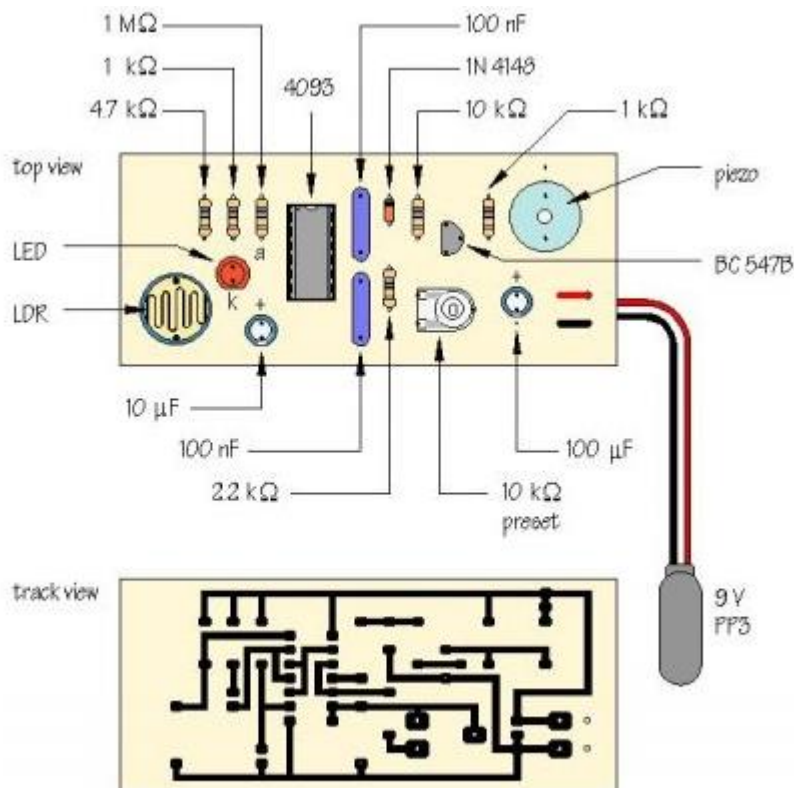 1 MΩ
100 nF
1 kΩ
1N 4148
4.7 kΩ
4093
10 kΩ
1 kΩ
top view
piezo
LED
a
BC 547B
k
+
+
-
LDR
10 µF
100 nF
100 µF
2.2 kΩ
10 kΩ
preset
track view
9 V
PP3